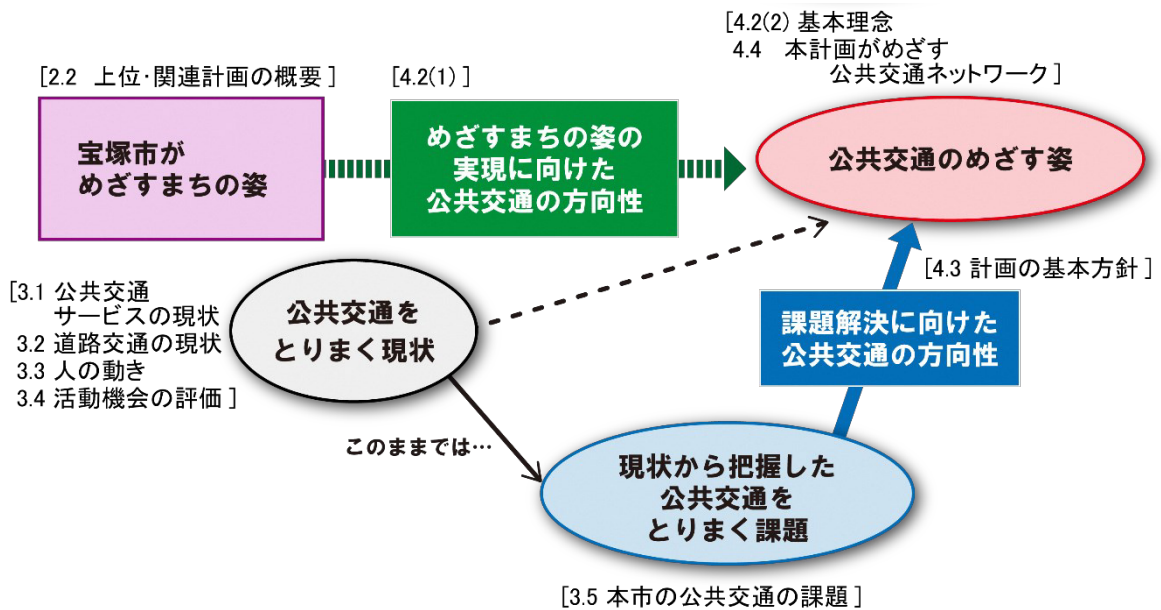 [2.2 上位･関連計画の概要]
宝塚市が
めざすまちの姿
[4.2(1)]
めざすまちの姿の
実現に向けた
公共交通の方向性
[4.2(2) 基本理念
4.4 本計画がめざす
公共交通ネットワーク]
公共交通のめざす姿
[3.1 公共交通
サービスの現状
3.2 道路交通の現状
3.3 人の動き
3.4 活動機会の評価]
公共交通を
とりまく現状
[4.3 計画の基本方針]
課題解決に向けた
公共交通の方向性
このままでは…
現状から把握した
公共交通を
とりまく課題
[3.5 本市の公共交通の課題]